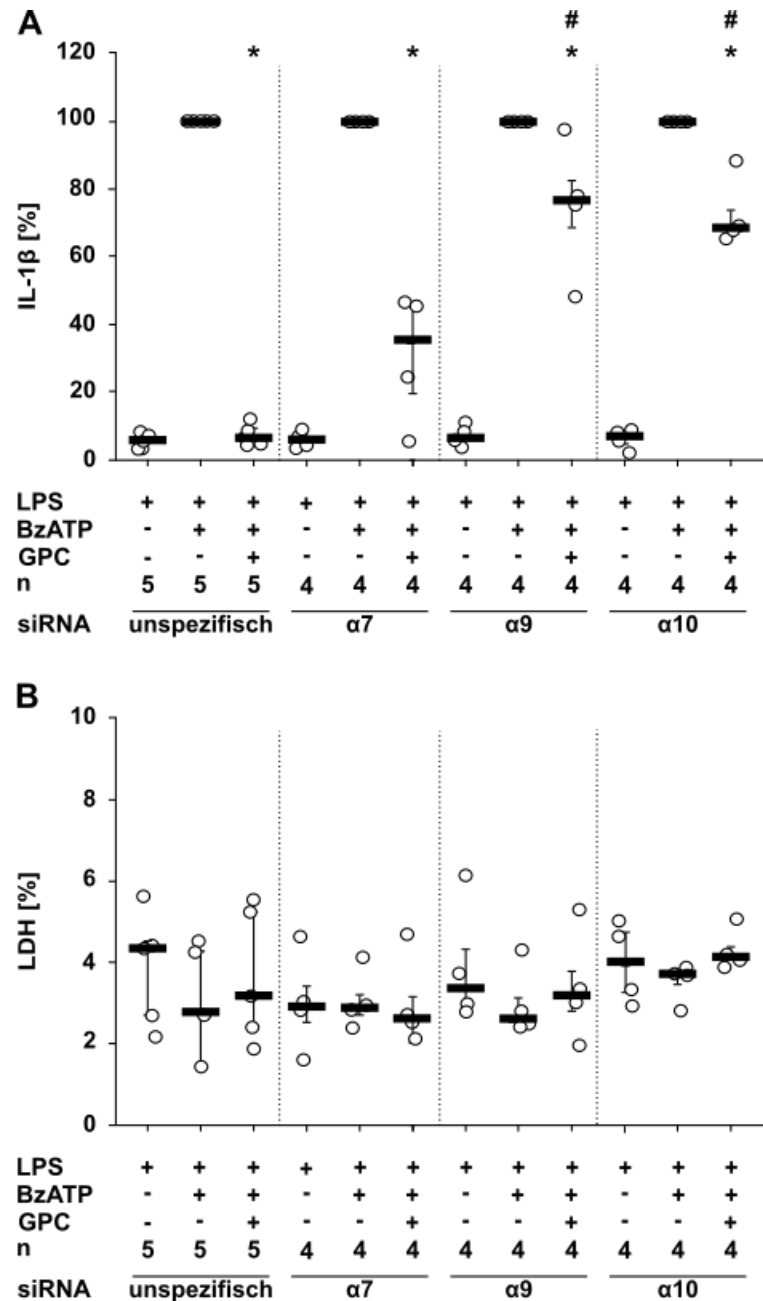 A
# #
* * * *
120
100
80
60
40
20
0
IL-1β [%]
LPS + + + + + + + + + + + +
BzATP - + + - + + - + + - + +
GPC - - + - - + - - + - - +
n 5 5 5 4 4 4 4 4 4 4 4 4
siRNA unspezifisch α7 α9 α10
B
10
8
6
4
2
0
LDH [%]
LPS + + + + + + + + + + + +
BzATP - + + - + + - + + - + +
GPC - - + - - + - - + - - +
n 5 5 5 4 4 4 4 4 4 4 4 4
siRNA unspezifisch α7 α9 α10